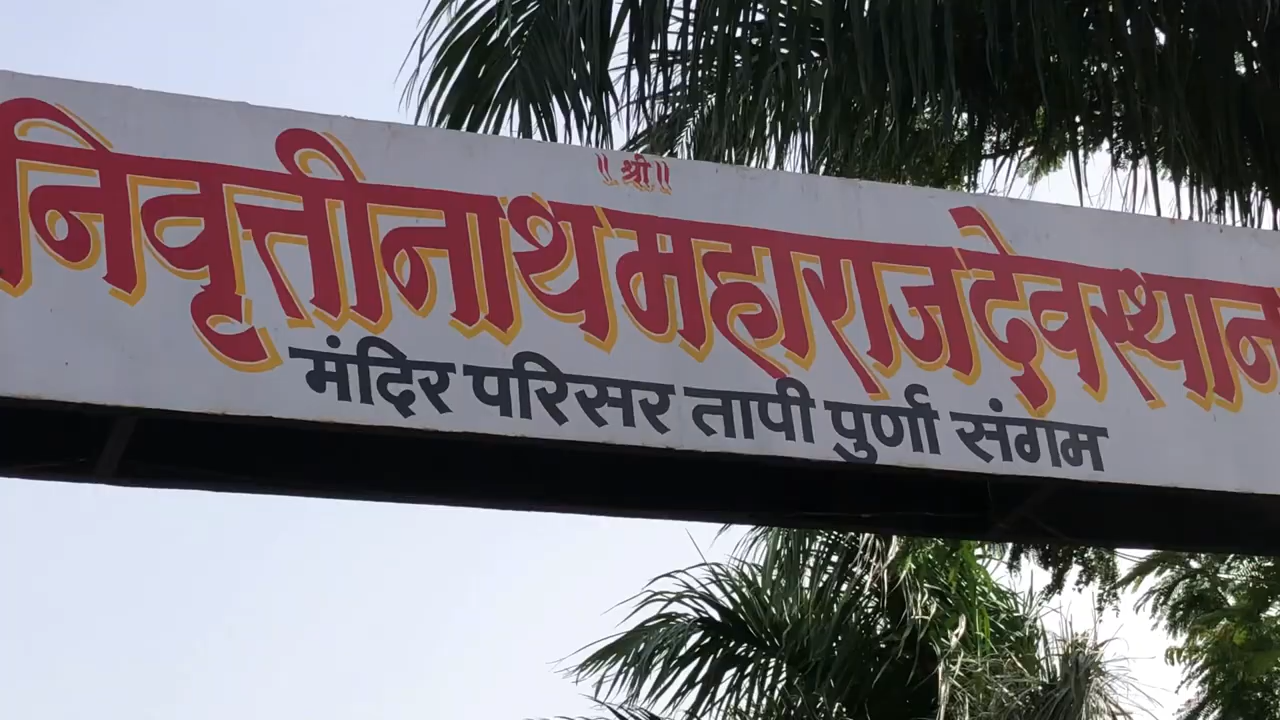 ॥ श्री ॥
निवृत्तीनाथ महाराज देवस्थान
मंदिर परिसर तापी पुर्णा संगम